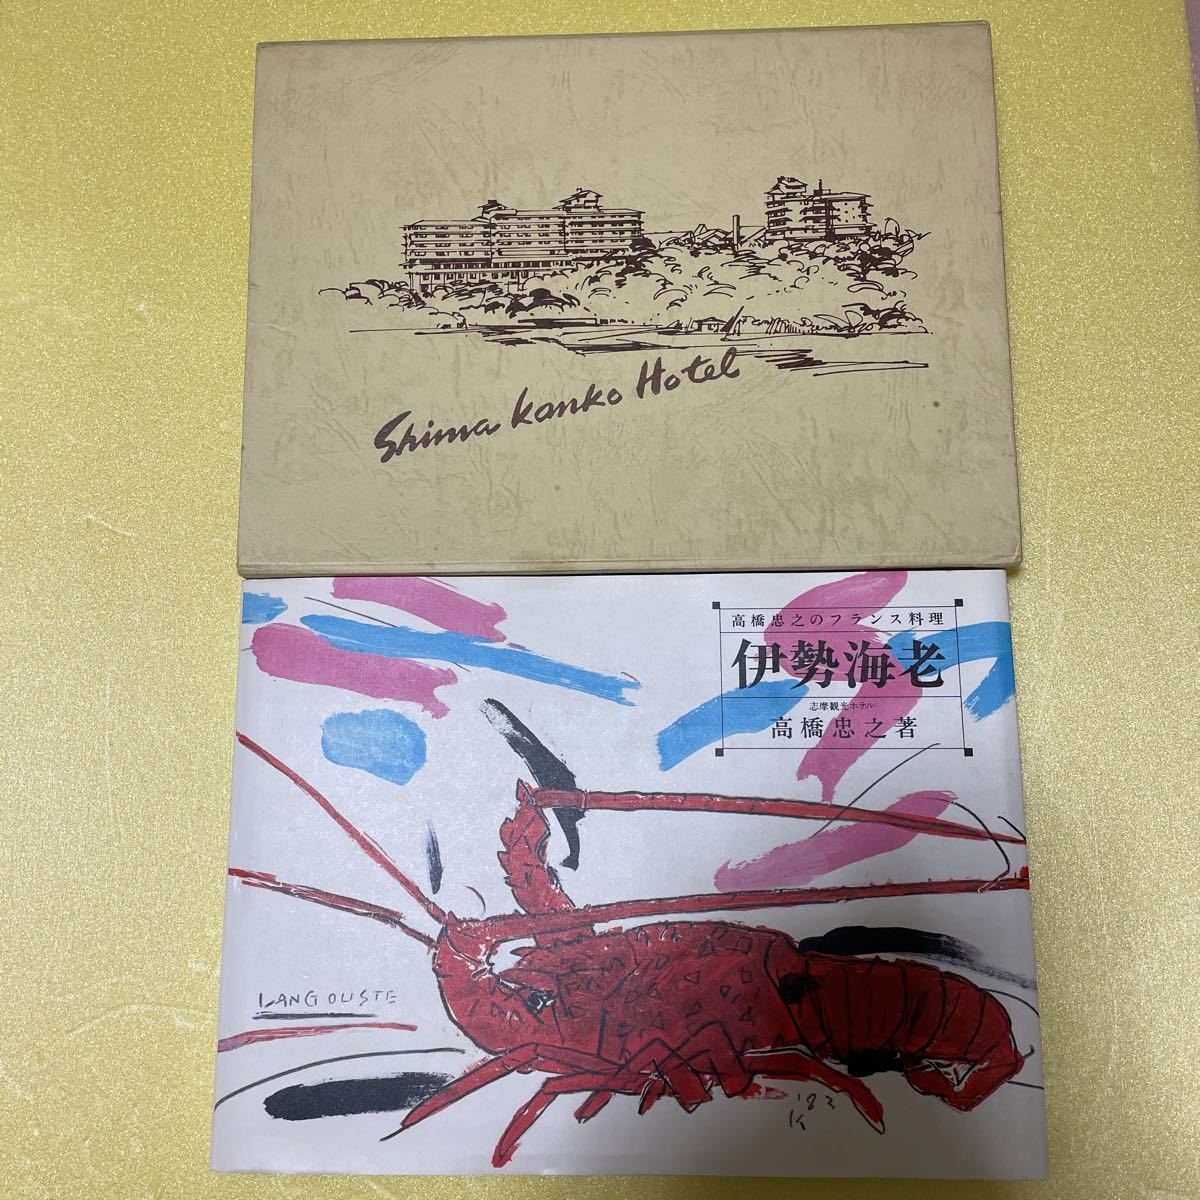 Shima Kanko Hotel
高橋忠之のフランス料理
伊勢海老
志摩観光ホテル
高橋忠之著
LANGOUSTE
'82
K